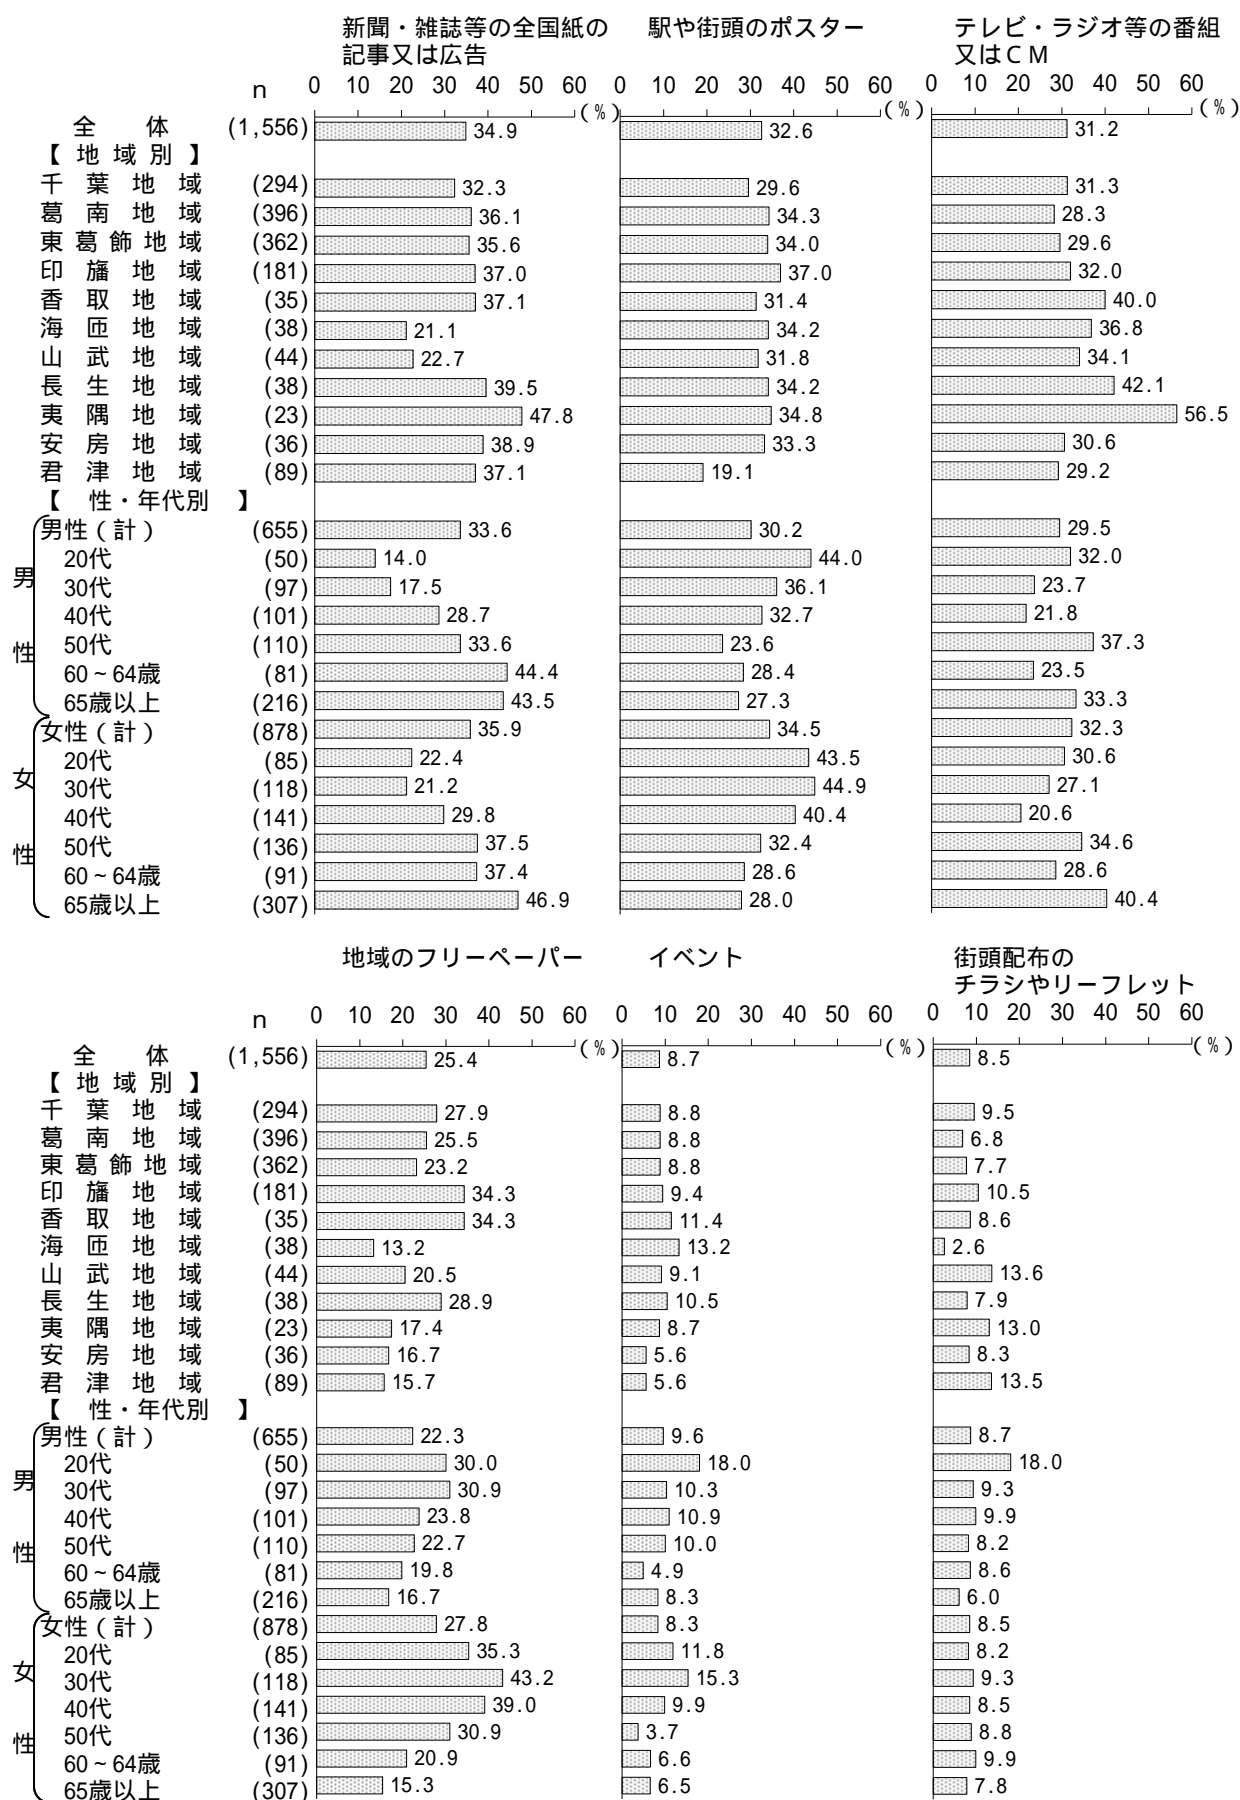 新聞・雑誌等の全国紙の 駅や街頭のポスター テレビ・ラジオ等の番組
記事又は広告 又はＣＭ
n 0 10 20 30 40 50 60 0 10 20 30 40 50 60 0 10 20 30 40 50 60
(%) (%) (%)
全体 (1,556) 34.9 32.6 31.2
【地域別】
千葉地域 (294) 32.3 29.6 31.3
葛南地域 (396) 36.1 34.3 28.3
東葛飾地域 (362) 35.6 34.0 29.6
印旛地域 (181) 37.0 37.0 32.0
香取地域 (35) 37.1 31.4 40.0
海匝地域 (38) 21.1 34.2 36.8
山武地域 (44) 22.7 31.8 34.1
長生地域 (38) 39.5 34.2 42.1
夷隅地域 (23) 47.8 34.8 56.5
安房地域 (36) 38.9 33.3 30.6
君津地域 (89) 37.1 19.1 29.2
【性・年代別】
男性（計） (655) 33.6 30.2 29.5
男性
20代 (50) 14.0 44.0 32.0
30代 (97) 17.5 36.1 23.7
40代 (101) 28.7 32.7 21.8
50代 (110) 33.6 23.6 37.3
60～64歳 (81) 44.4 28.4 23.5
65歳以上 (216) 43.5 27.3 33.3
女性（計） (878) 35.9 34.5 32.3
女性
20代 (85) 22.4 43.5 30.6
30代 (118) 21.2 44.9 27.1
40代 (141) 29.8 40.4 20.6
50代 (136) 37.5 32.4 34.6
60～64歳 (91) 37.4 28.6 28.6
65歳以上 (307) 46.9 28.0 40.4
地域のフリーペーパー イベント 街頭配布の
チラシやリーフレット
n 0 10 20 30 40 50 60 0 10 20 30 40 50 60 0 10 20 30 40 50 60
(%) (%) (%)
全体 (1,556) 25.4 8.7 8.5
【地域別】
千葉地域 (294) 27.9 8.8 9.5
葛南地域 (396) 25.5 8.8 6.8
東葛飾地域 (362) 23.2 8.8 7.7
印旛地域 (181) 34.3 9.4 10.5
香取地域 (35) 34.3 11.4 8.6
海匝地域 (38) 13.2 13.2 2.6
山武地域 (44) 20.5 9.1 13.6
長生地域 (38) 28.9 10.5 7.9
夷隅地域 (23) 17.4 8.7 13.0
安房地域 (36) 16.7 5.6 8.3
君津地域 (89) 15.7 5.6 13.5
【性・年代別】
男性（計） (655) 22.3 9.6 8.7
男性
20代 (50) 30.0 18.0 18.0
30代 (97) 30.9 10.3 9.3
40代 (101) 23.8 10.9 9.9
50代 (110) 22.7 10.0 8.2
60～64歳 (81) 19.8 4.9 8.6
65歳以上 (216) 16.7 8.3 6.0
女性（計） (878) 27.8 8.3 8.5
女性
20代 (85) 35.3 11.8 8.2
30代 (118) 43.2 15.3 9.3
40代 (141) 39.0 9.9 8.5
50代 (136) 30.9 3.7 8.8
60～64歳 (91) 20.9 6.6 9.9
65歳以上 (307) 15.3 6.5 7.8